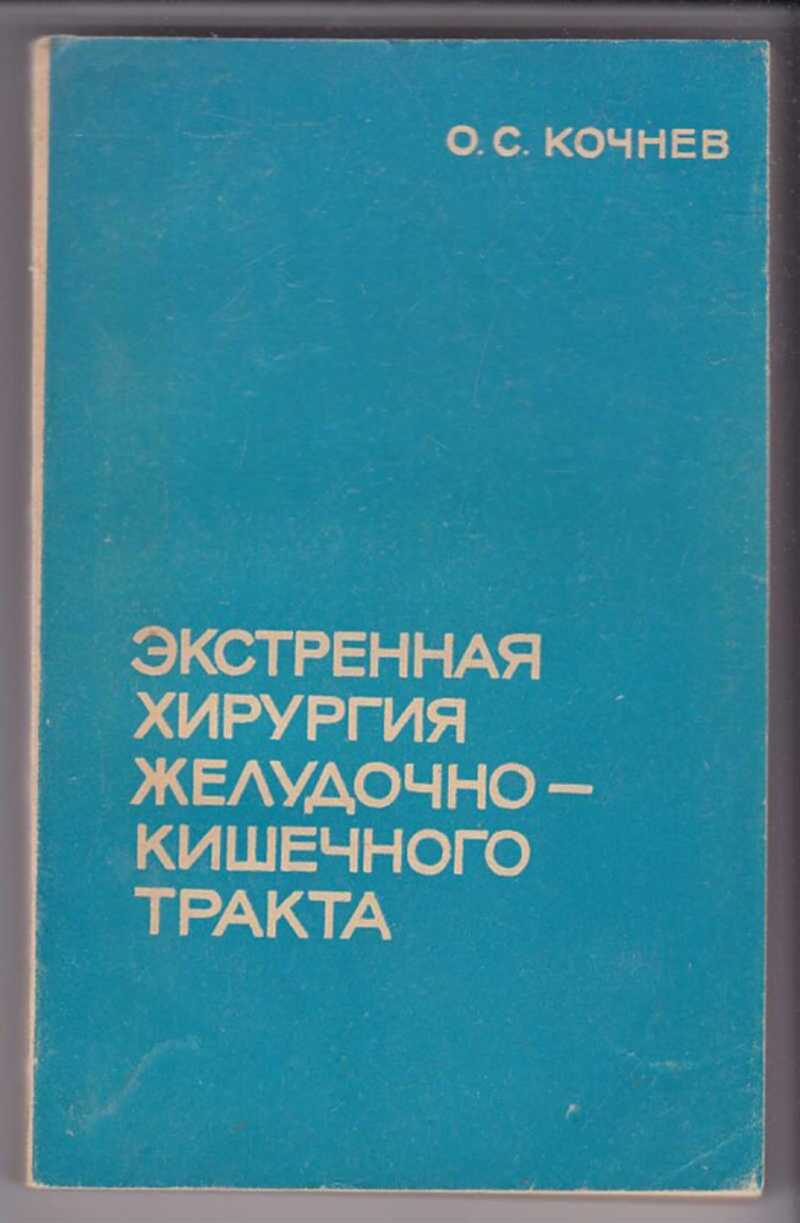 О. С. КОЧНЕВ
ЭКСТРЕННАЯ
ХИРУРГИЯ
ЖЕЛУДОЧНО—
КИШЕЧНОГО
ТРАКТА